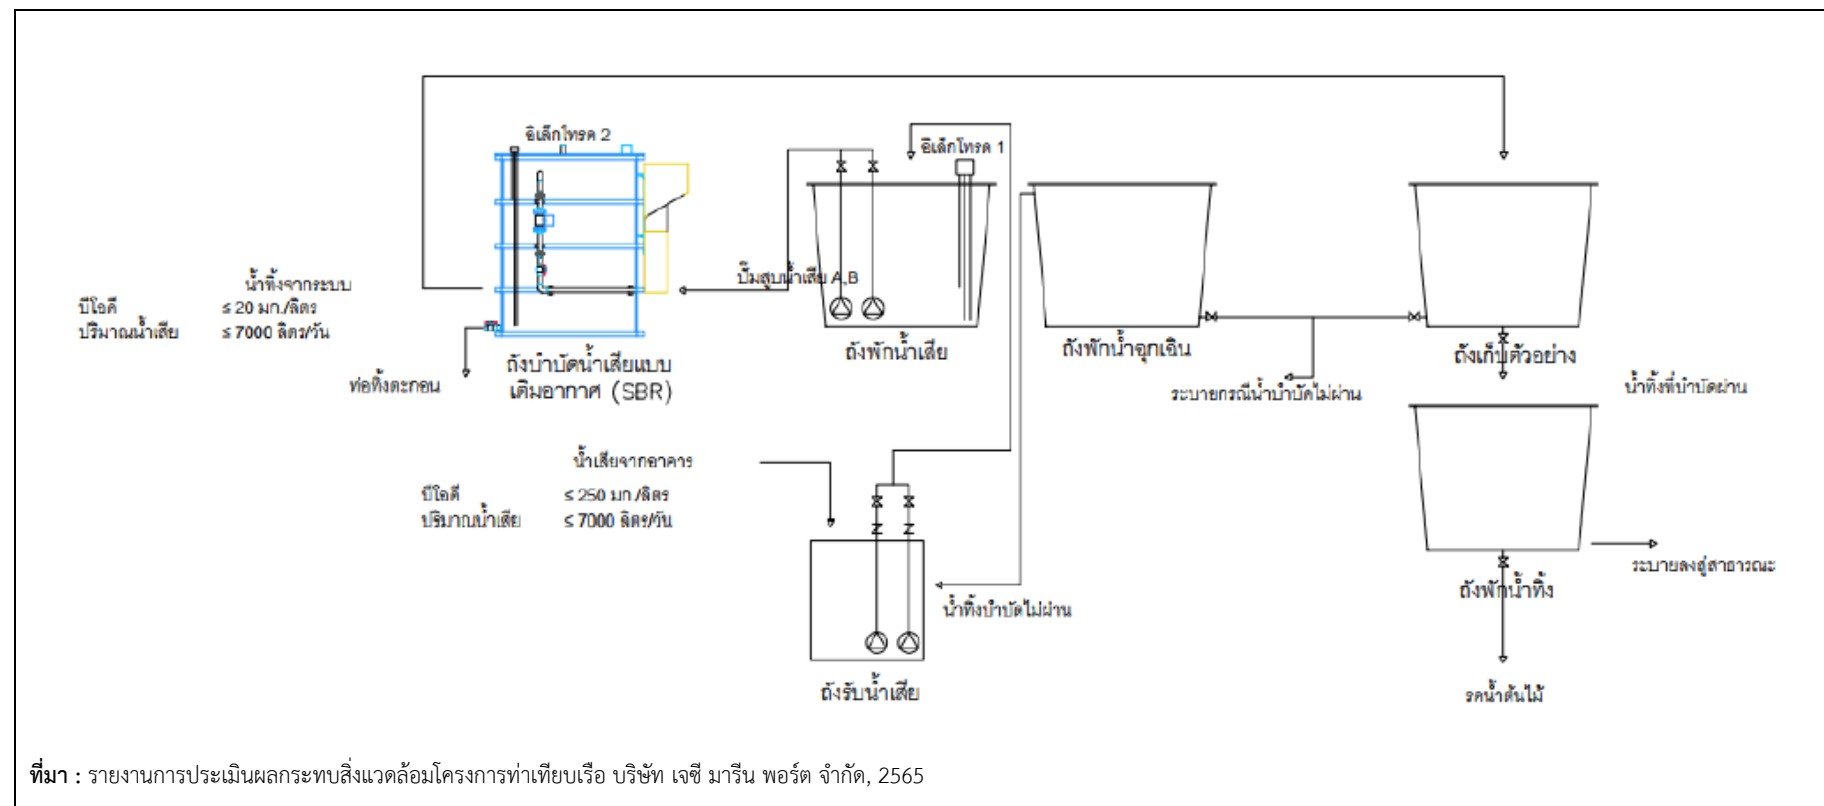 อิเล็กโทรด 2
อิเล็กโทรด 1
น้ำทิ้งจากระบบ
บีโอดี ≤ 20 มก./ลิตร
ปริมาณน้ำเสีย ≤ 7000 ลิตร/วัน
ท่อทิ้งตะกอน
ถังบำบัดน้ำเสียแบบ
เติมอากาศ (SBR)
ปั๊มสูบน้ำเสีย A,B
ถังพักน้ำเสีย
ถังพักน้ำฉุกเฉิน
ระบายกรณีน้ำบำบัดไม่ผ่าน
ถังเก็บตัวอย่าง
น้ำทิ้งที่บำบัดผ่าน
น้ำเสียจากอาคาร
บีโอดี ≤ 250 มก./ลิตร
ปริมาณน้ำเสีย ≤ 7000 ลิตร/วัน
น้ำทิ้งบำบัดไม่ผ่าน
ถังรับน้ำเสีย
ถังพักน้ำทิ้ง
ระบายลงสู่สาธารณะ
รดน้ำต้นไม้
ที่มา : รายงานการประเมินผลกระทบสิ่งแวดล้อมโครงการท่าเทียบเรือ บริษัท เจซี มารีน พอร์ต จำกัด, 2565